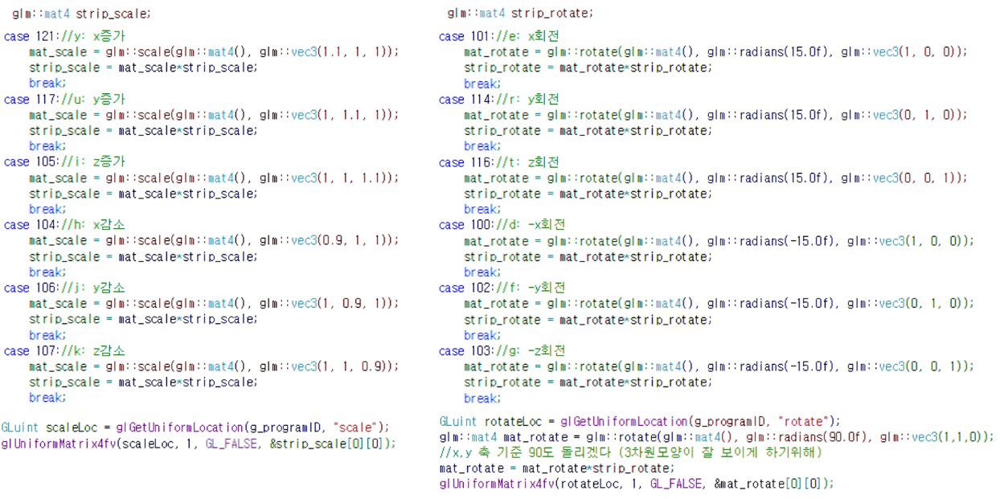 glm::mat4 strip_scale;
case 121://y: x증가
mat_scale = glm::scale(glm::mat4(), glm::vec3(1.1, 1, 1));
strip_scale = mat_scale*strip_scale;
break;
case 117://u: y증가
mat_scale = glm::scale(glm::mat4(), glm::vec3(1, 1.1, 1));
strip_scale = mat_scale*strip_scale;
break;
case 105://i: z증가
mat_scale = glm::scale(glm::mat4(), glm::vec3(1, 1, 1.1));
strip_scale = mat_scale*strip_scale;
break;
case 104://h: x감소
mat_scale = glm::scale(glm::mat4(), glm::vec3(0.9, 1, 1));
strip_scale = mat_scale*strip_scale;
break;
case 106://j: y감소
mat_scale = glm::scale(glm::mat4(), glm::vec3(1, 0.9, 1));
strip_scale = mat_scale*strip_scale;
break;
case 107://k: z감소
mat_scale = glm::scale(glm::mat4(), glm::vec3(1, 1, 0.9));
strip_scale = mat_scale*strip_scale;
break;
GLuint scaleLoc = glGetUniformLocation(g_programID, "scale");
glUniformMatrix4fv(scaleLoc, 1, GL_FALSE, &strip_scale[0][0]);
glm::mat4 strip_rotate;
case 101://e: x회전
mat_rotate = glm::rotate(glm::mat4(), glm::radians(15.0f), glm::vec3(1, 0, 0));
strip_rotate = mat_rotate*strip_rotate;
break;
case 114://r: y회전
mat_rotate = glm::rotate(glm::mat4(), glm::radians(15.0f), glm::vec3(0, 1, 0));
strip_rotate = mat_rotate*strip_rotate;
break;
case 116://t: z회전
mat_rotate = glm::rotate(glm::mat4(), glm::radians(15.0f), glm::vec3(0, 0, 1));
strip_rotate = mat_rotate*strip_rotate;
break;
case 100://d: -x회전
mat_rotate = glm::rotate(glm::mat4(), glm::radians(-15.0f), glm::vec3(1, 0, 0));
strip_rotate = mat_rotate*strip_rotate;
break;
case 102://f: -y회전
mat_rotate = glm::rotate(glm::mat4(), glm::radians(-15.0f), glm::vec3(0, 1, 0));
strip_rotate = mat_rotate*strip_rotate;
break;
case 103://g: -z회전
mat_rotate = glm::rotate(glm::mat4(), glm::radians(-15.0f), glm::vec3(0, 0, 1));
strip_rotate = mat_rotate*strip_rotate;
break;
GLuint rotateLoc = glGetUniformLocation(g_programID, "rotate");
glm::mat4 mat_rotate = glm::rotate(glm::mat4(), glm::radians(90.0f), glm::vec3(1,1,0));
//x,y 축 기준 90도 돌리겠다 (3차원모양이 잘 보이게 하기위해)
mat_rotate = mat_rotate*strip_rotate;
glUniformMatrix4fv(rotateLoc, 1, GL_FALSE, &mat_rotate[0][0]);